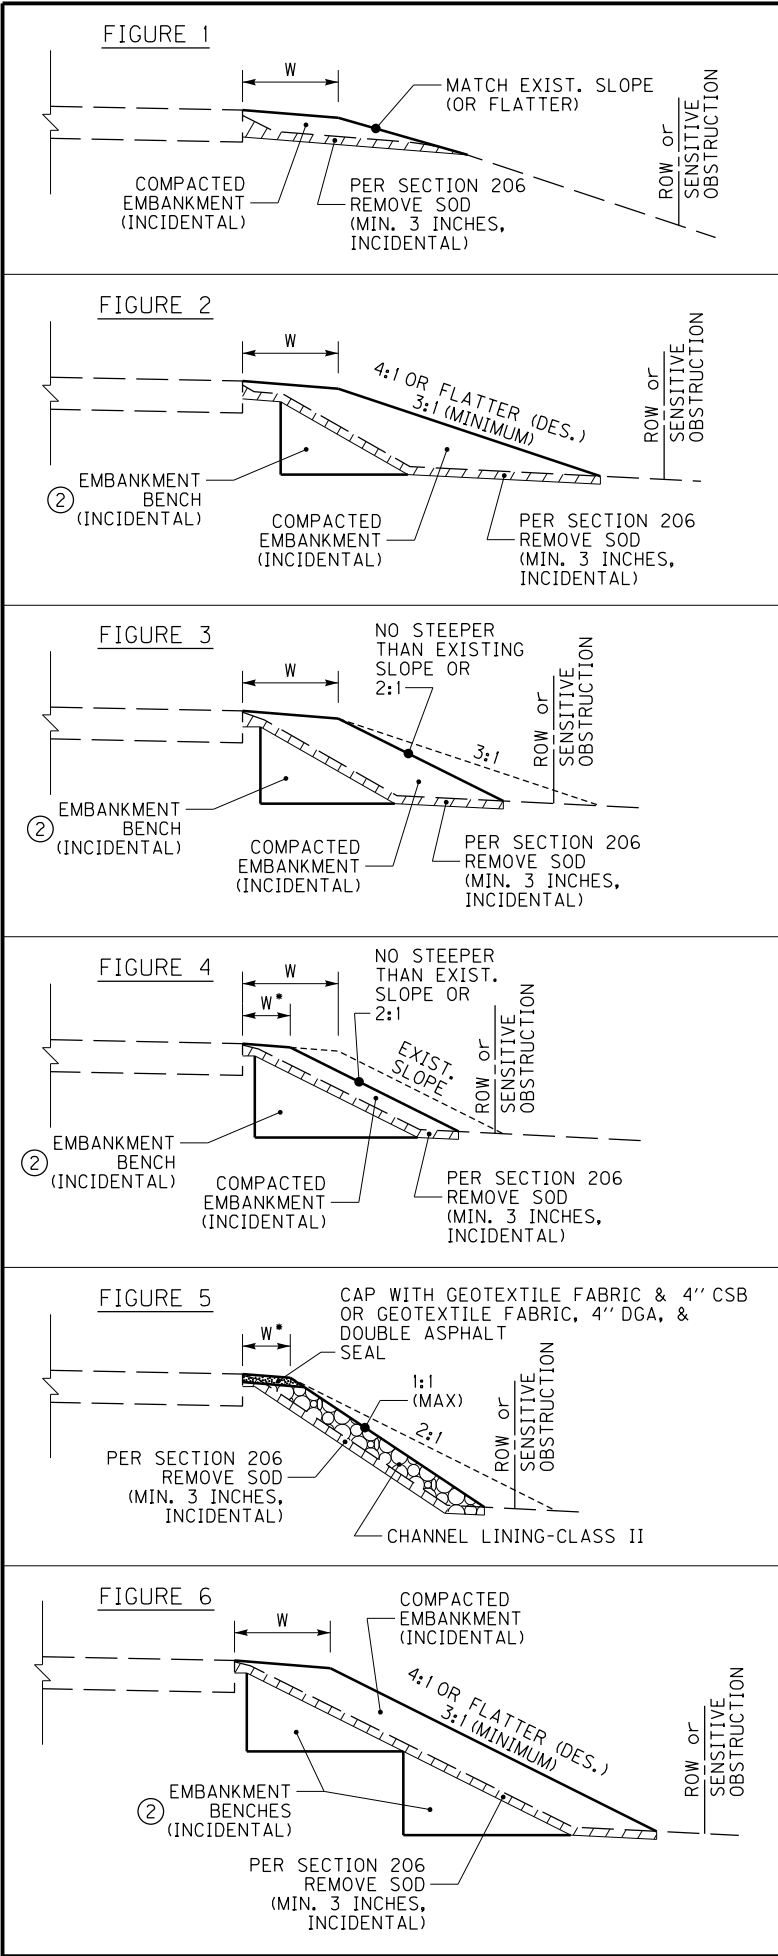 FIGURE 1
W
MATCH EXIST. SLOPE
(OR FLATTER)
COMPACTED
EMBANKMENT
(INCIDENTAL)
PER SECTION 206
REMOVE SOD
(MIN. 3 INCHES,
INCIDENTAL)
ROW or
SENSITIVE
OBSTRUCTION
FIGURE 2
W
4:1 OR FLATTER (DES.)
3:1 (MINIMUM)
2
EMBANKMENT
BENCH
(INCIDENTAL)
COMPACTED
EMBANKMENT
(INCIDENTAL)
PER SECTION 206
REMOVE SOD
(MIN. 3 INCHES,
INCIDENTAL)
ROW or
SENSITIVE
OBSTRUCTION
FIGURE 3
W
NO STEEPER
THAN EXISTING
SLOPE OR
2:1
3:1
2
EMBANKMENT
BENCH
(INCIDENTAL)
COMPACTED
EMBANKMENT
(INCIDENTAL)
PER SECTION 206
REMOVE SOD
(MIN. 3 INCHES,
INCIDENTAL)
ROW or
SENSITIVE
OBSTRUCTION
FIGURE 4
W
W*
NO STEEPER
THAN EXIST.
SLOPE OR
2:1
EXIST.
SLOPE
2
EMBANKMENT
BENCH
(INCIDENTAL)
COMPACTED
EMBANKMENT
(INCIDENTAL)
PER SECTION 206
REMOVE SOD
(MIN. 3 INCHES,
INCIDENTAL)
ROW or
SENSITIVE
OBSTRUCTION
FIGURE 5
W*
CAP WITH GEOTEXTILE FABRIC & 4" CSB
OR GEOTEXTILE FABRIC, 4" DGA, &
DOUBLE ASPHALT
SEAL
1:1
(MAX)
2:1
PER SECTION 206
REMOVE SOD
(MIN. 3 INCHES,
INCIDENTAL)
CHANNEL LINING-CLASS II
ROW or
SENSITIVE
OBSTRUCTION
FIGURE 6
W
COMPACTED
EMBANKMENT
(INCIDENTAL)
4:1 OR FLATTER (DES.)
3:1 (MINIMUM)
2
EMBANKMENT
BENCHES
(INCIDENTAL)
PER SECTION 206
REMOVE SOD
(MIN. 3 INCHES,
INCIDENTAL)
ROW or
SENSITIVE
OBSTRUCTION